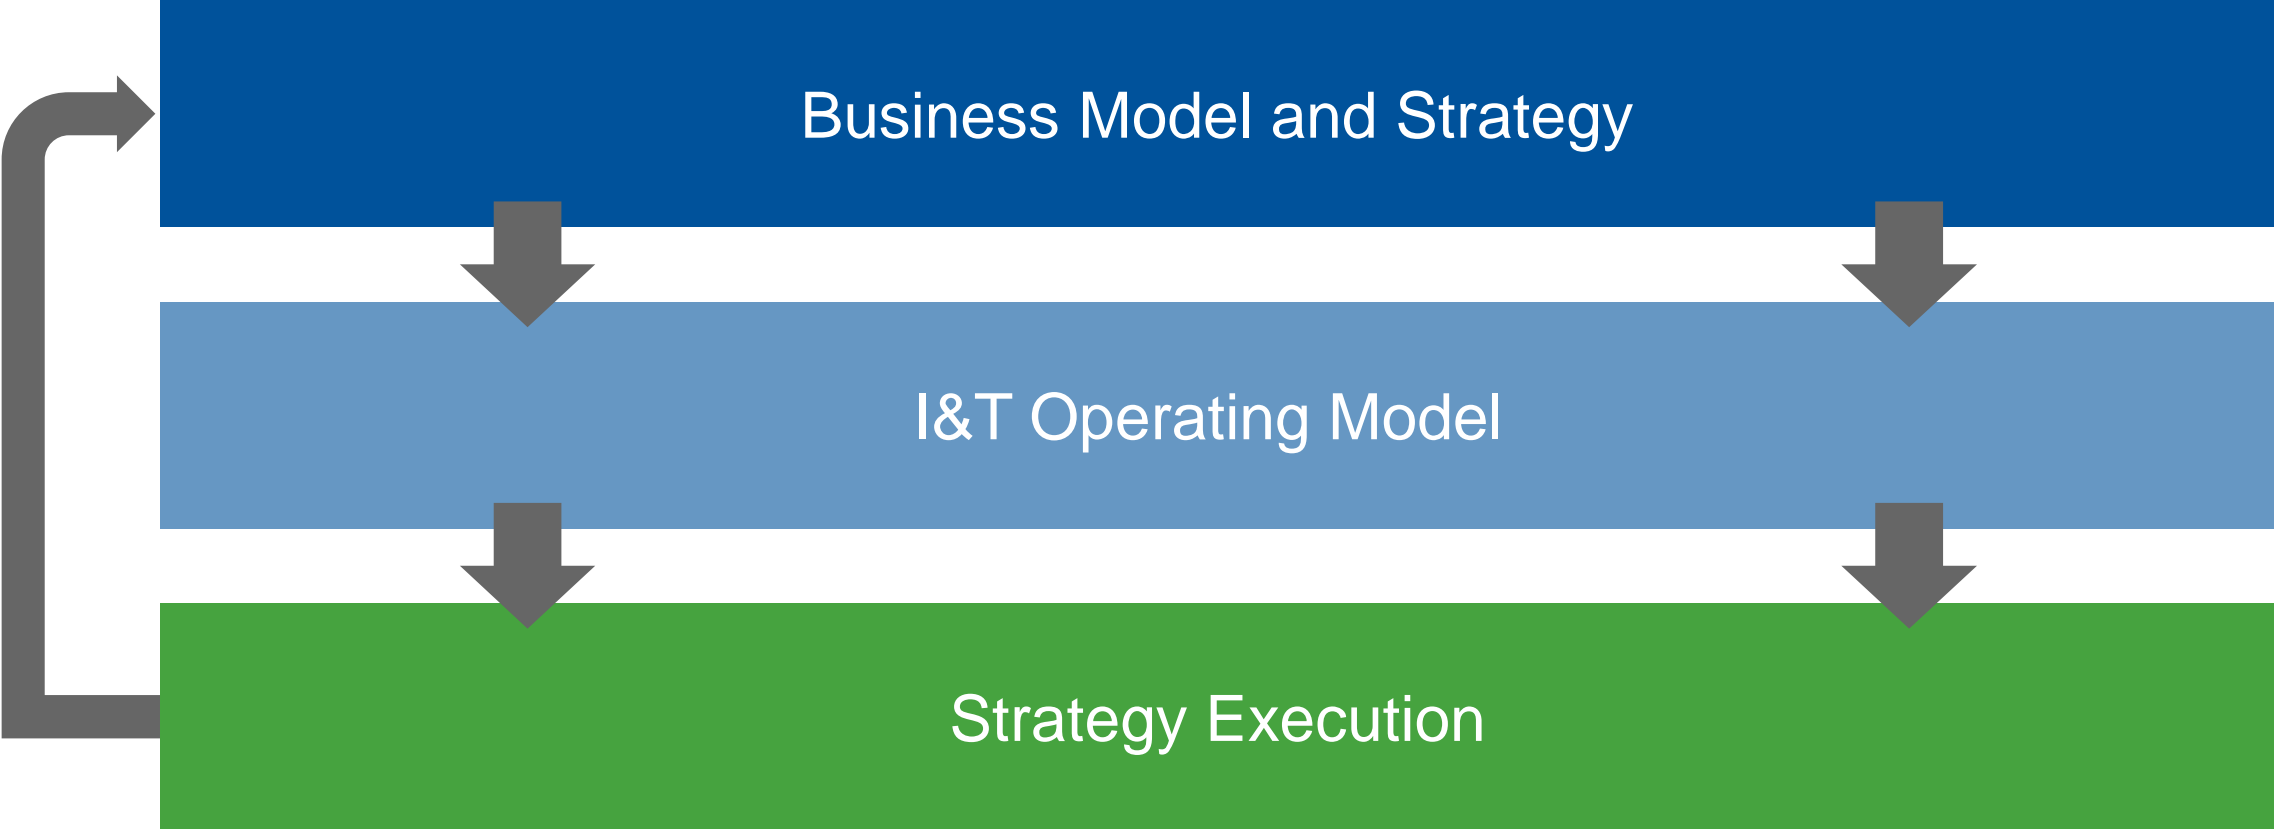 Business Model and Strategy
I&T Operating Model
Strategy Execution